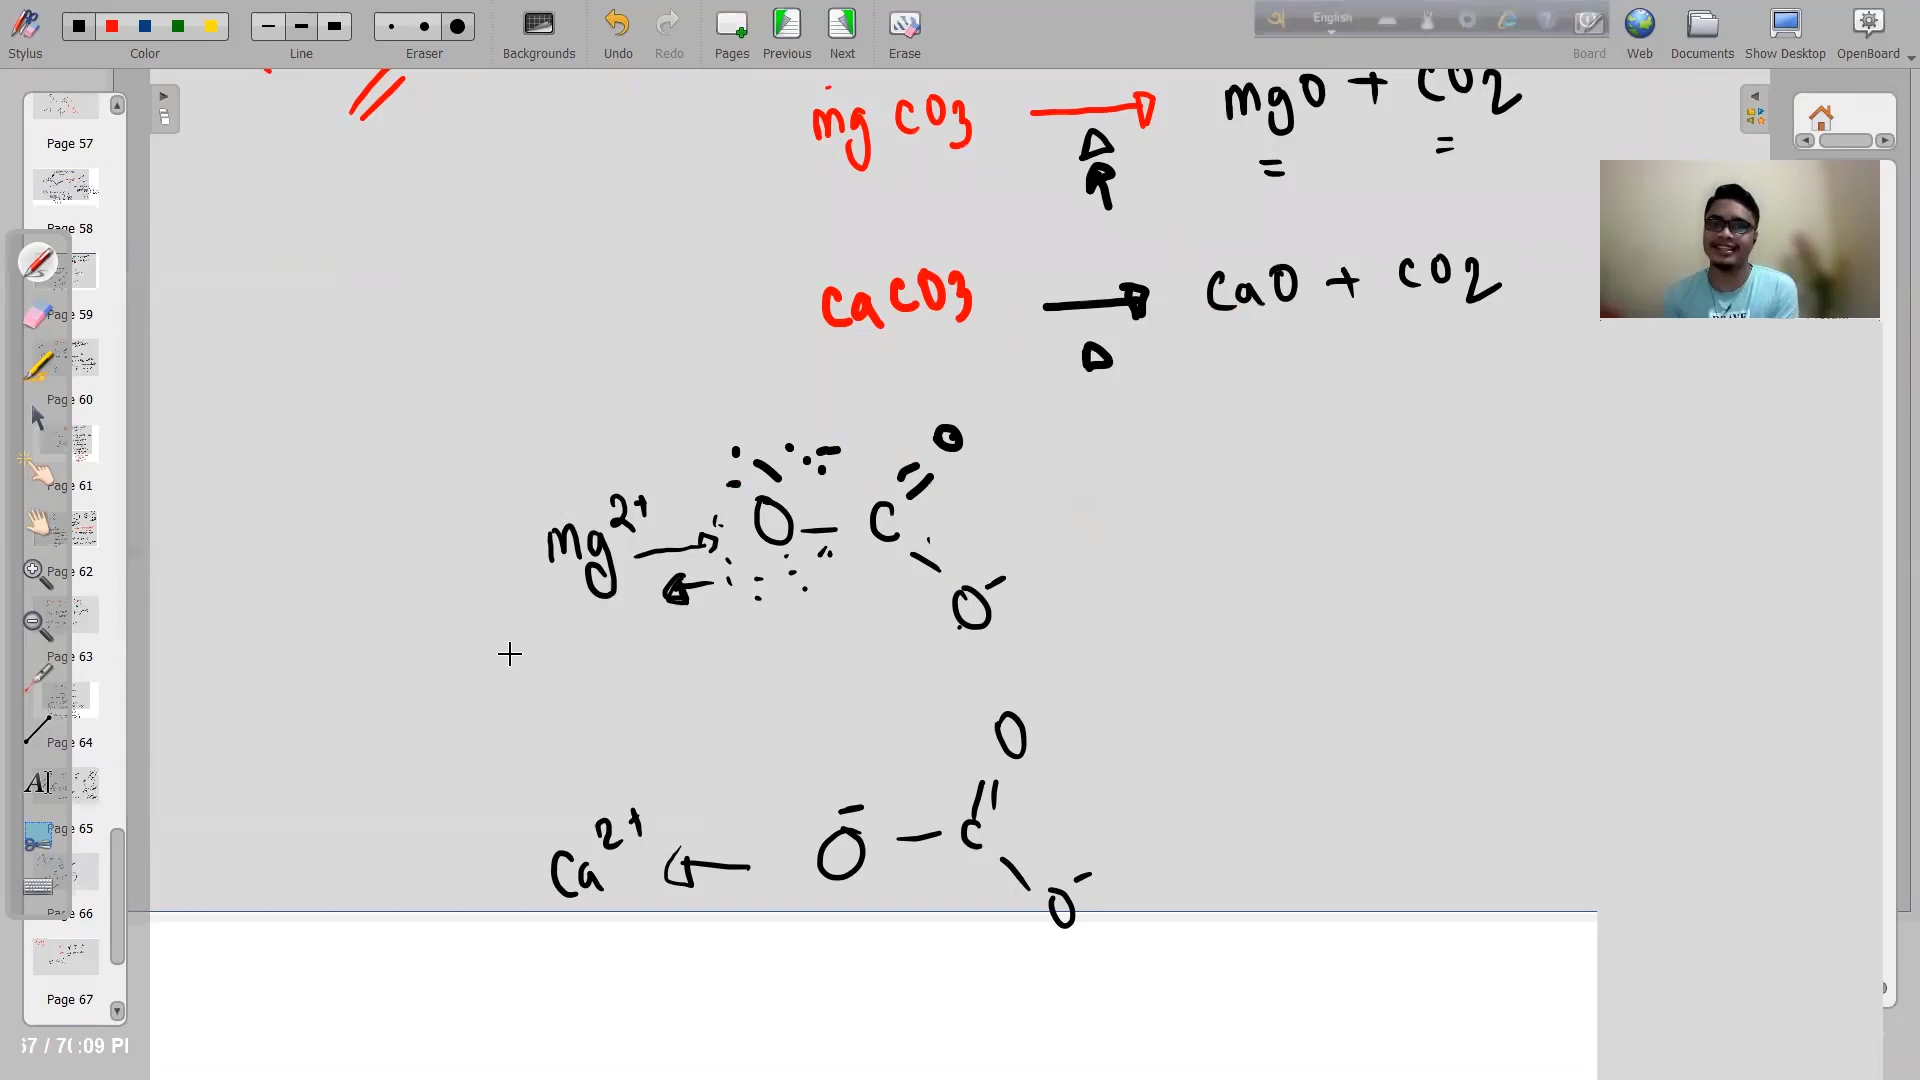 English
Stylus Color Line Eraser Backgrounds Undo Redo Pages Previous Next Erase Board Web Documents Show Desktop OpenBoard
Page 57
Page 58
Page 59
Page 60
Page 61
Page 62
Page 63
Page 64
Page 65
Page 66
Page 67
mg CO3 Δ mgO + CO2
= =
CaCO3 Δ CaO + CO2
Mg2+ O - C = O
O-
Ca2+ O- - C = O
O-